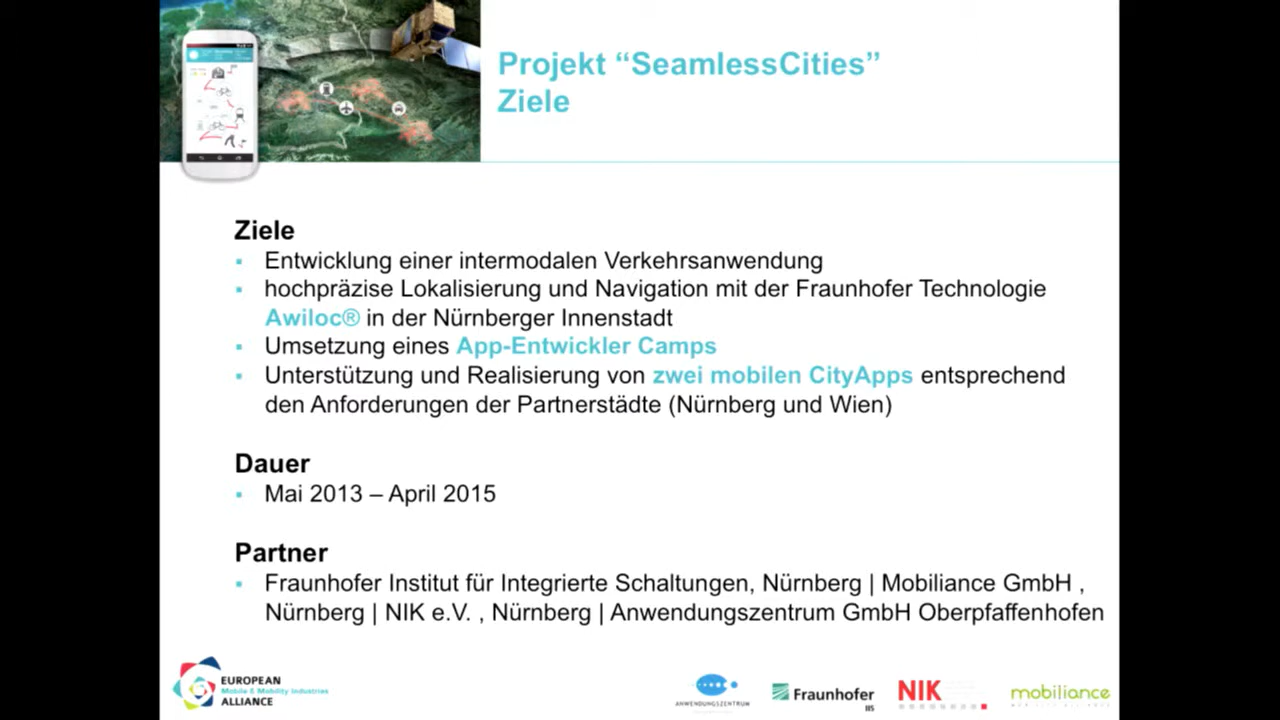 Projekt “SeamlessCities”
Ziele
Ziele
Entwicklung einer intermodalen Verkehrsanwendung
hochpräzise Lokalisierung und Navigation mit der Fraunhofer Technologie
Awiloc® in der Nürnberger Innenstadt
Umsetzung eines App-Entwickler Camps
Unterstützung und Realisierung von zwei mobilen CityApps entsprechend
den Anforderungen der Partnerstädte (Nürnberg und Wien)
Dauer
Mai 2013 – April 2015
Partner
Fraunhofer Institut für Integrierte Schaltungen, Nürnberg | Mobiliance GmbH ,
Nürnberg | NIK e.V. , Nürnberg | Anwendungszentrum GmbH Oberpfaffenhofen
EUROPEAN
Mobile & Mobility Industries
ALLIANCE
ANWENDUNGSZENTRUM
Fraunhofer
IIS
NIK
mobiliance